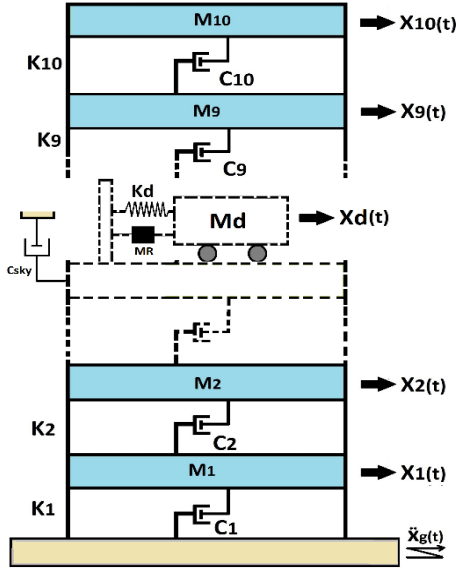 M10
X10(t)
K10
C10
M9
X9(t)
K9
C9
Kd
Md
Xd(t)
MR
Csky
M2
X2(t)
K2
C2
M1
X1(t)
K1
C1
ẍg(t)